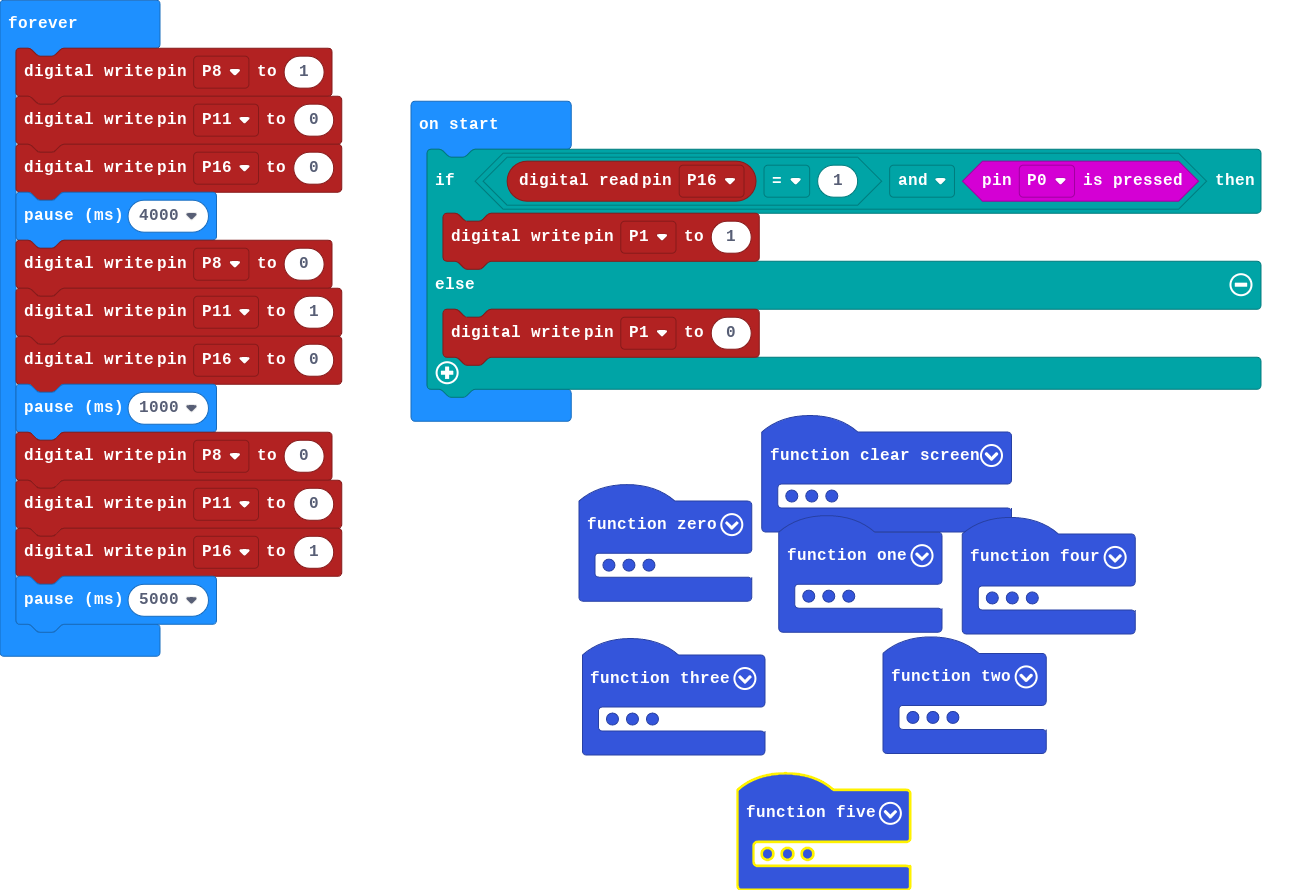 forever
digital write pin P8 to 1
digital write pin P11 to 0
digital write pin P16 to 0
pause (ms) 4000
digital write pin P8 to 0
digital write pin P11 to 1
digital write pin P16 to 0
pause (ms) 1000
digital write pin P8 to 0
digital write pin P11 to 0
digital write pin P16 to 1
pause (ms) 5000
on start
if digital read pin P16 = 1 and pin P0 is pressed then
digital write pin P1 to 1
else
digital write pin P1 to 0
function clear screen
function zero
function one
function four
function three
function two
function five